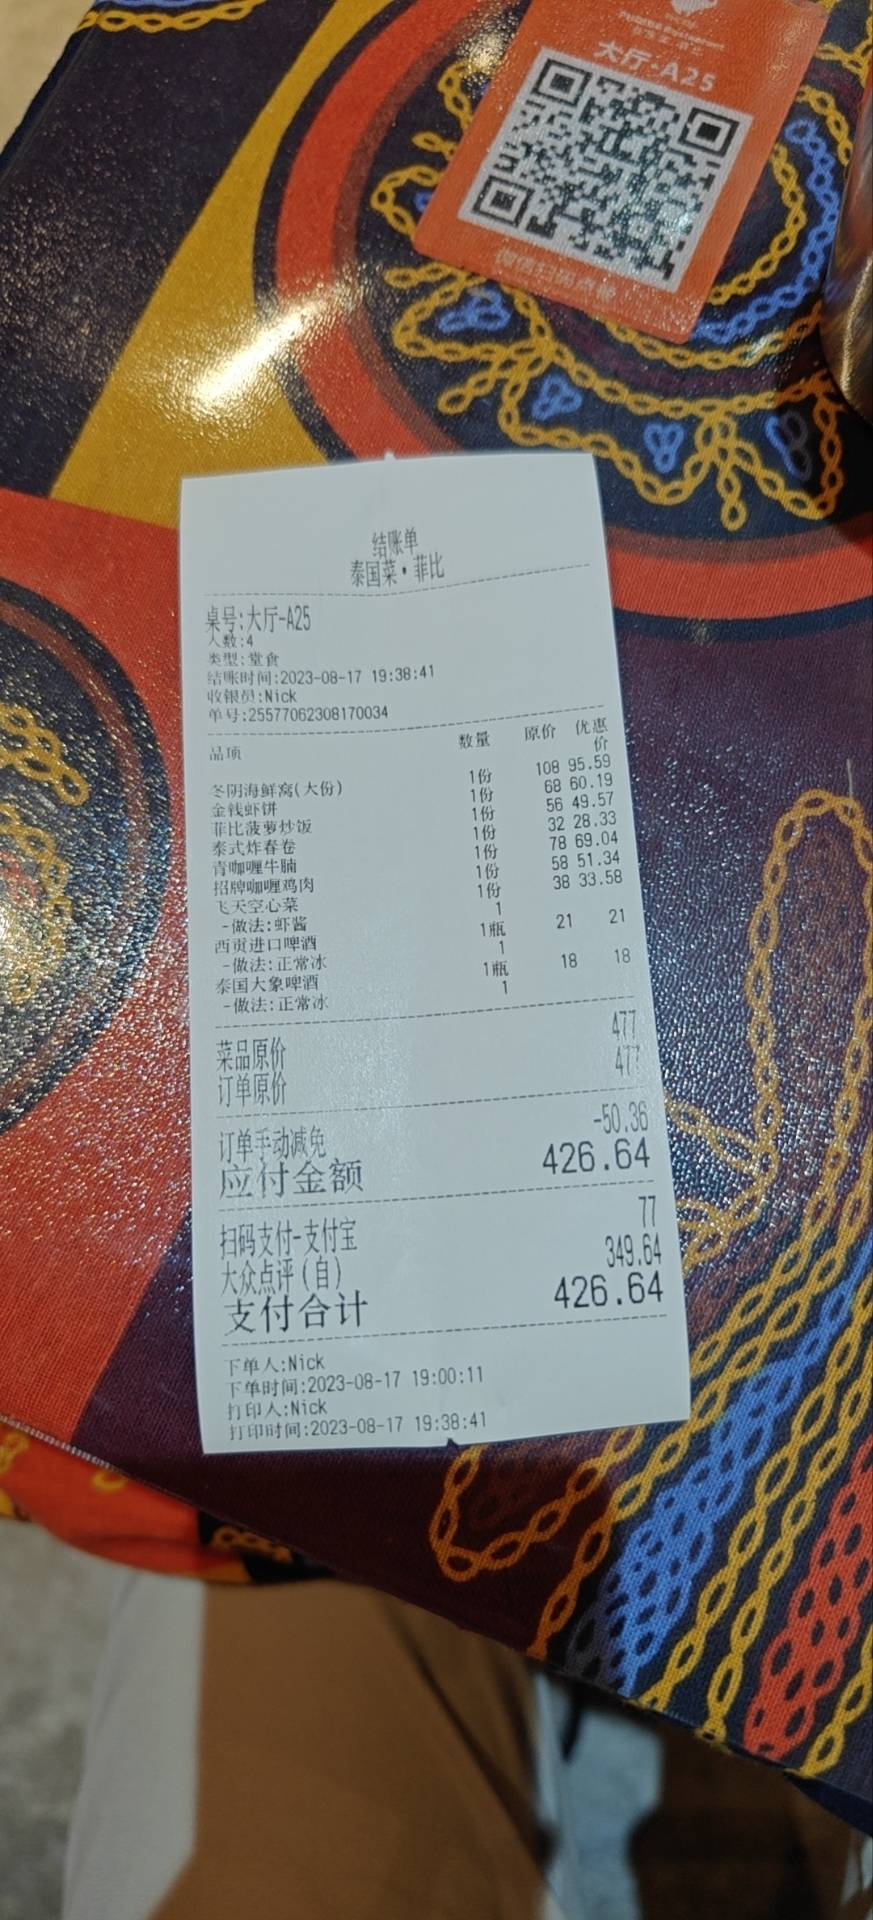 大厅:A25
微信扫码点餐
结账单
泰国菜·菲比
桌号:大厅-A25
人数:4
类型:堂食
结账时间:2023-08-17 19:38:41
收银员:Nick
单号:25577062308170034
品项 数量 原价 优惠价
冬阴海鲜窝(大份) 1份 108 95.59
金钱虾饼 1份 68 60.19
菲比菠萝炒饭 1份 56 49.57
泰式炸春卷 1份 32 28.33
青咖喱牛腩 1份 78 69.04
招牌咖喱鸡肉 1份 58 51.34
飞天空心菜 1份 38 33.58
-做法:虾酱 1
西贡进口啤酒 1瓶 21 21
-做法:正常冰 1
泰国大象啤酒 1瓶 18 18
-做法:正常冰 1
菜品原价 477
订单原价 477
订单手动减免 -50.36
应付金额 426.64
扫码支付-支付宝 77
大众点评(自) 349.64
支付合计 426.64
下单人:Nick
下单时间:2023-08-17 19:00:11
打印人:Nick
打印时间:2023-08-17 19:38:41